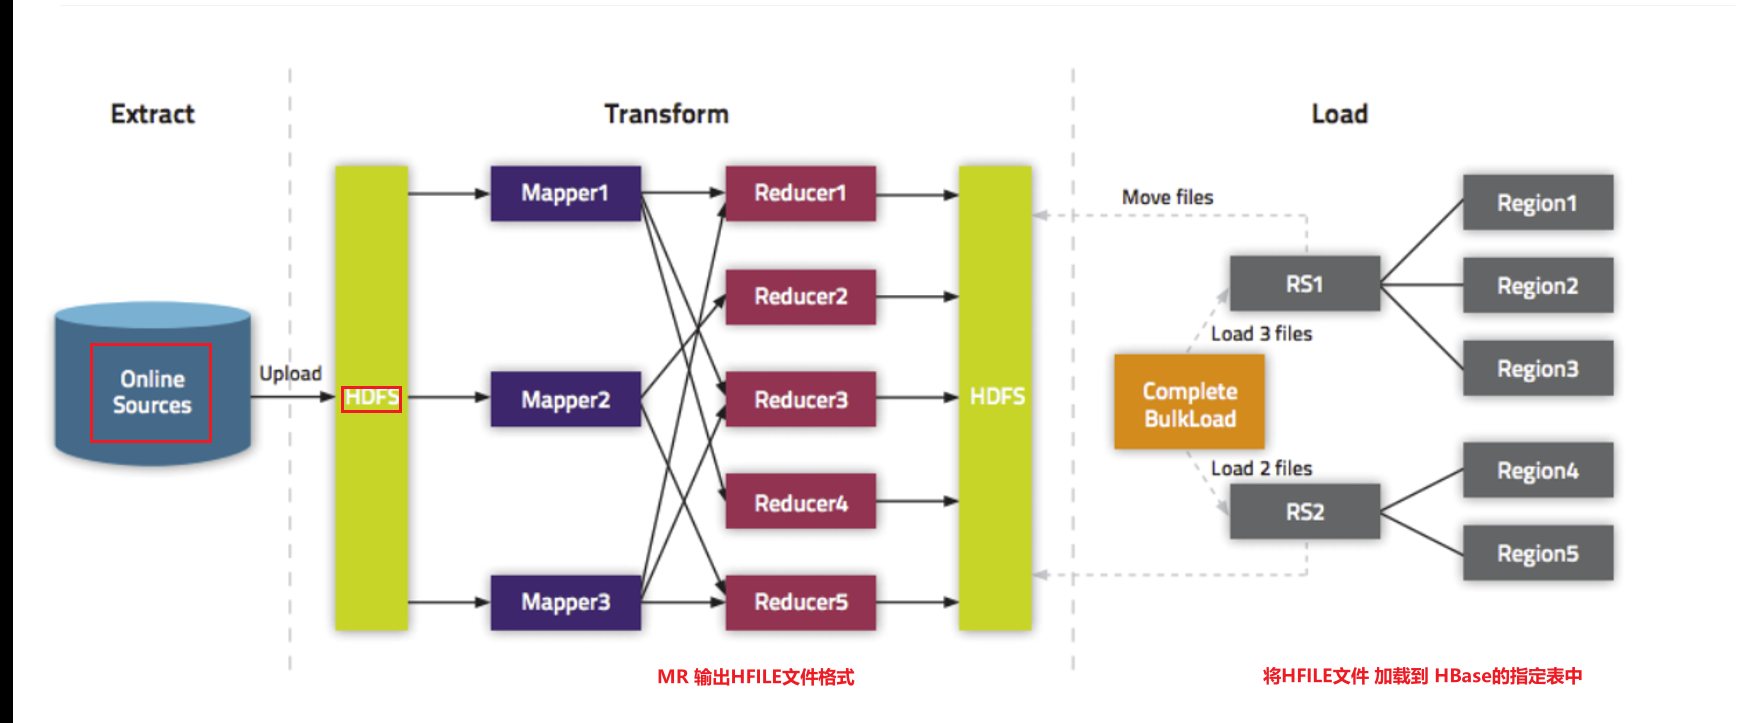 Extract
Transform
Load
Online
Sources
Upload
HDFS
Mapper1
Mapper2
Mapper3
Reducer1
Reducer2
Reducer3
Reducer4
Reducer5
HDFS
Move files
RS1
Load 3 files
Complete
BulkLoad
Load 2 files
RS2
Region1
Region2
Region3
Region4
Region5
MR 输出HFILE文件格式
将HFILE文件 加载到 HBase的指定表中